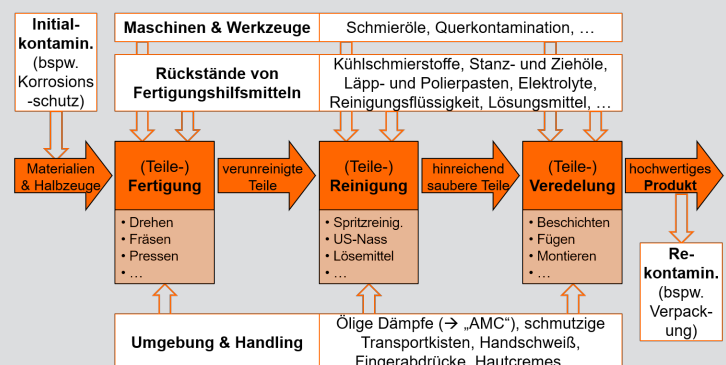 Initial-
kontamin.
(bspw.
Korrosions
-schutz)
Maschinen & Werkzeuge
Schmieröle, Querkontamination, …
Rückstände von
Fertigungshilfsmitteln
Kühlschmierstoffe, Stanz- und Ziehöle,
Läpp- und Polierpasten, Elektrolyte,
Reinigungsflüssigkeit, Lösungsmittel, …
Materialien
& Halbzeuge
(Teile-)
Fertigung
• Drehen
• Fräsen
• Pressen
• …
verunreinigte
Teile
(Teile-)
Reinigung
• Spritzreinig.
• US-Nass
• Lösemittel
• …
hinreichend
saubere Teile
(Teile-)
Veredelung
• Beschichten
• Fügen
• Montieren
• …
hochwertiges
Produkt
Re-
kontamin.
(bspw.
Verpack-
ung)
Umgebung & Handling
Ölige Dämpfe (→ „AMC“), schmutzige
Transportkisten, Handschweiß,
Fingerabdrücke, Hautcremes, ...